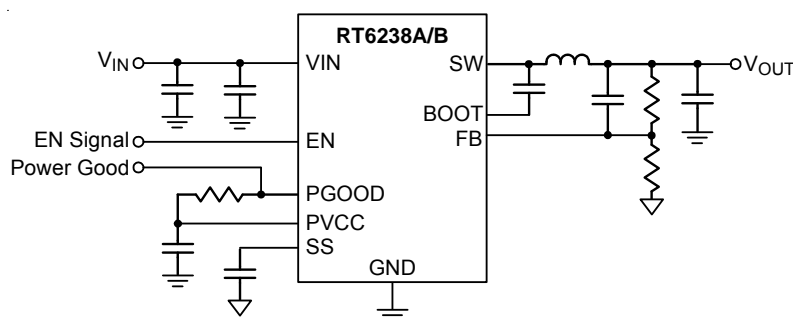 RT6238A/B
VIN
VIN
SW
VOUT
BOOT
EN Signal
EN
FB
Power Good
PGOOD
PVCC
SS
GND